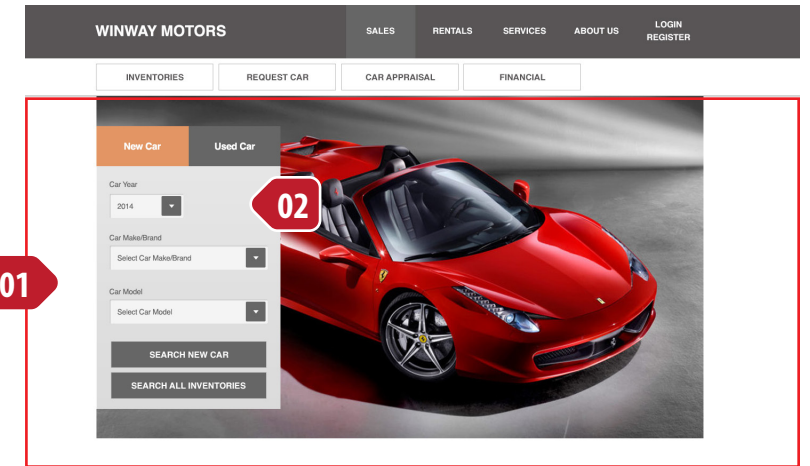 WINWAY MOTORS
SALES
RENTALS
SERVICES
ABOUT US
LOGIN
REGISTER
INVENTORIES
REQUEST CAR
CAR APPRAISAL
FINANCIAL
New Car
Used Car
Car Year
2014
02
Car Make/Brand
Select Car Make/Brand
01
Car Model
Select Car Model
SEARCH NEW CAR
SEARCH ALL INVENTORIES